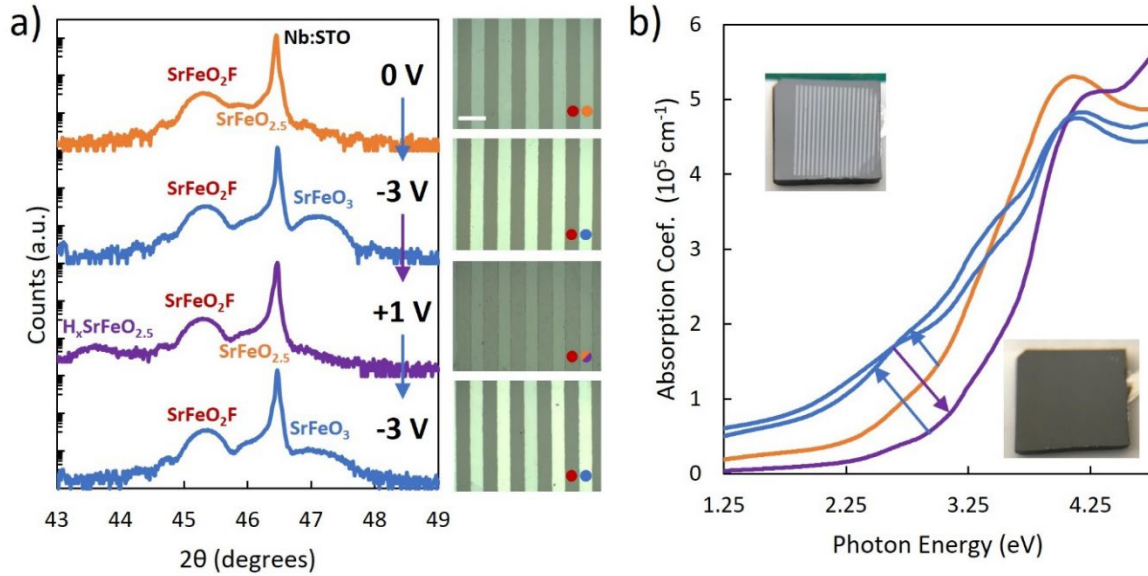 a)
Nb:STO
SrFeO₂F
SrFeO₂.₅
0 V
SrFeO₂F
SrFeO₃
-3 V
SrFeO₂F
HₓSrFeO₂.₅
SrFeO₂.₅
+1 V
SrFeO₂F
SrFeO₃
-3 V
Counts (a.u.)
43 44 45 46 47 48 49
2θ (degrees)
b)
Absorption Coef. (10⁵ cm⁻¹)
6
5
4
3
2
1
0
1.25 2.25 3.25 4.25
Photon Energy (eV)